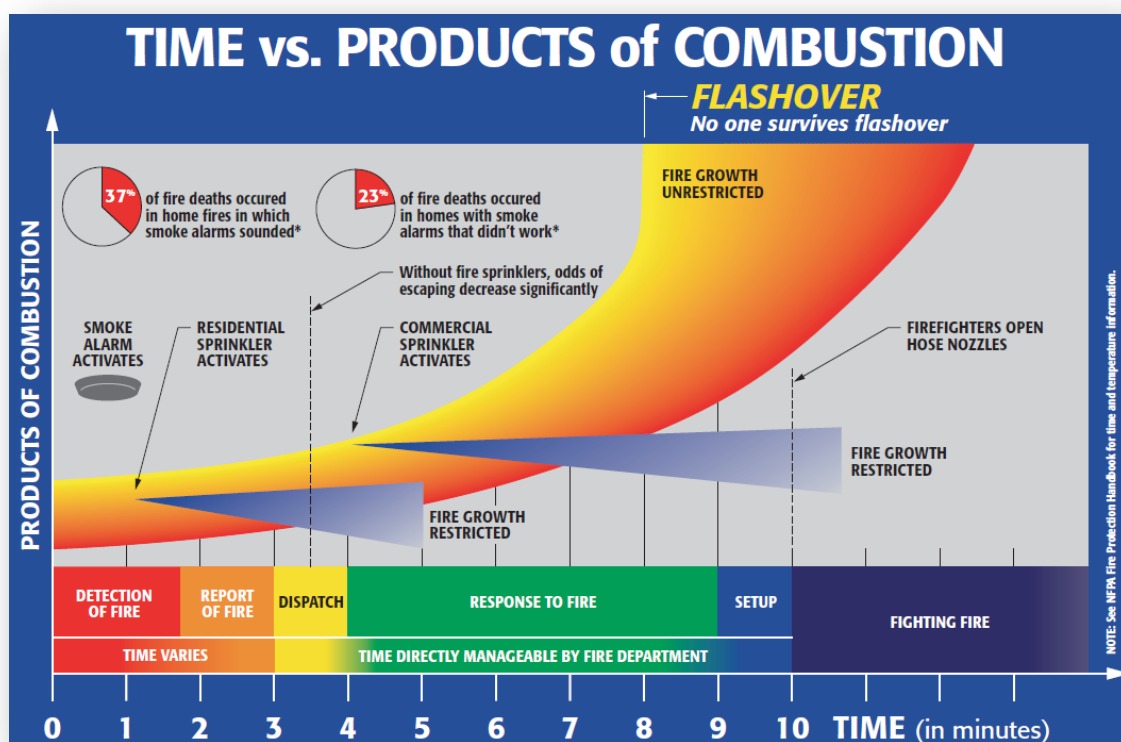 TIME vs. PRODUCTS of COMBUSTION
FLASHOVER
No one survives flashover
37%
of fire deaths occured
in home fires in which
smoke alarms sounded*
23%
of fire deaths occured
in homes with smoke
alarms that didn't work*
FIRE GROWTH
UNRESTRICTED
Without fire sprinklers, odds of
escaping decrease significantly
SMOKE
ALARM
ACTIVATES
RESIDENTIAL
SPRINKLER
ACTIVATES
COMMERCIAL
SPRINKLER
ACTIVATES
FIREFIGHTERS OPEN
HOSE NOZZLES
FIRE GROWTH
RESTRICTED
FIRE GROWTH
RESTRICTED
PRODUCTS OF COMBUSTION
NOTE: See NFPA Fire Protection Handbook for time and temperature information.
DETECTION
OF FIRE
REPORT
OF FIRE
DISPATCH
RESPONSE TO FIRE
SETUP
FIGHTING FIRE
TIME VARIES
TIME DIRECTLY MANAGEABLE BY FIRE DEPARTMENT
0 1 2 3 4 5 6 7 8 9 10 TIME (in minutes)